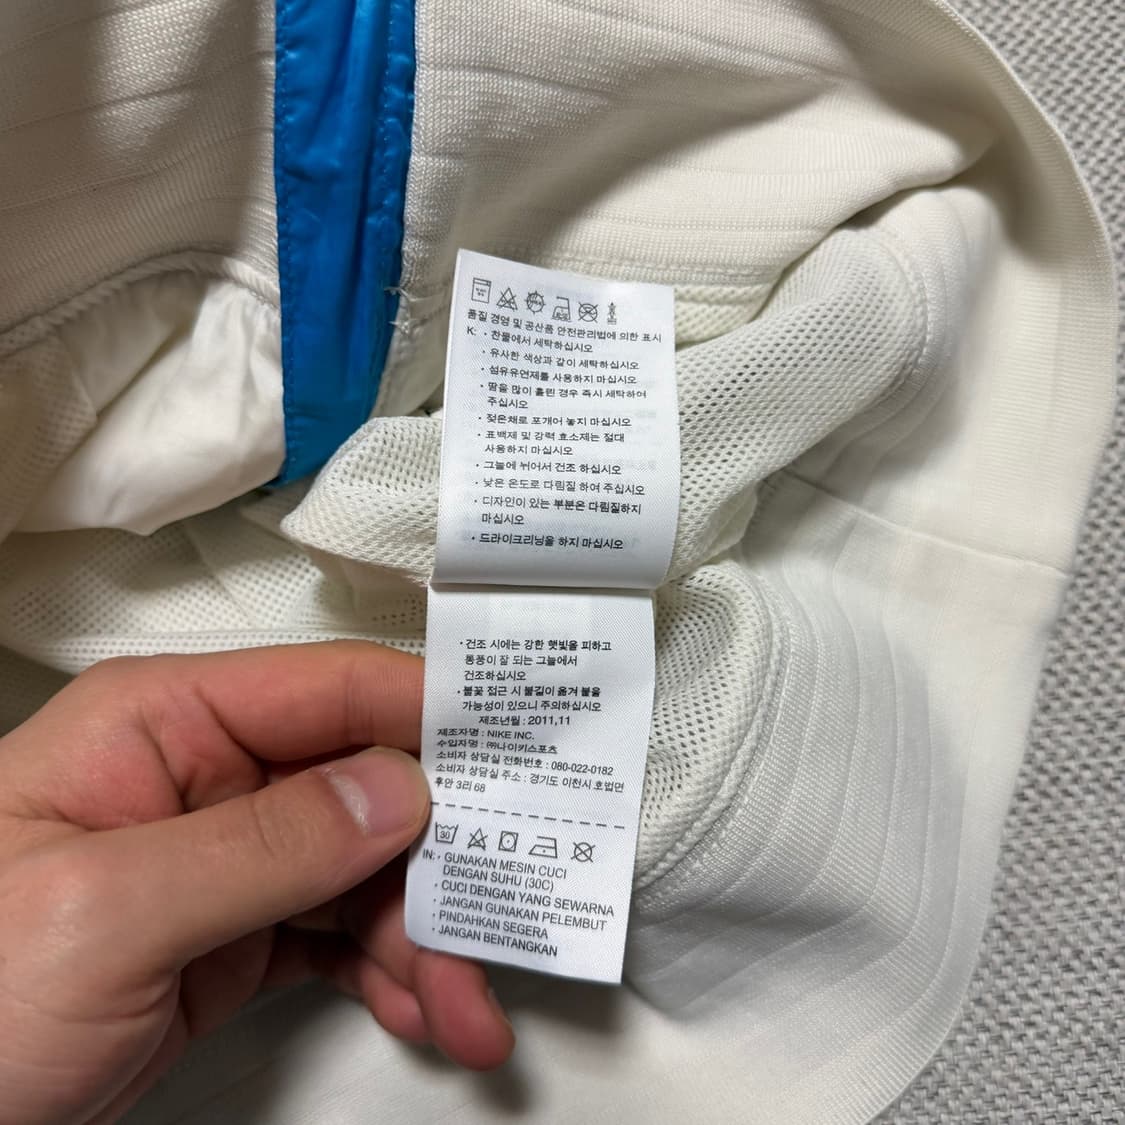 품질 경영 및 공산품 안전관리법에 의한 표시
K: · 찬물에서 세탁하십시오
· 유사한 색상과 같이 세탁하십시오
· 섬유유연제를 사용하지 마십시오
· 땀을 많이 흘린 경우 즉시 세탁하여
주십시오
· 젖은채로 포개어 놓지 마십시오
· 표백제 및 강력 효소제는 절대
사용하지 마십시오
· 그늘에 뉘어서 건조 하십시오
· 낮은 온도로 다림질 하여 주십시오
· 디자인이 있는 부분은 다림질하지
마십시오
· 드라이크리닝을 하지 마십시오
· 건조 시에는 강한 햇빛을 피하고
통풍이 잘 되는 그늘에서
건조하십시오
· 불꽃 접근 시 불길이 옮겨 붙을
가능성이 있으니 주의하십시오
제조년월 : 2011,11
제조자명 : NIKE INC.
수입자명 : ㈜나이키스포츠
소비자 상담실 전화번호 : 080-022-0182
소비자 상담실 주소 : 경기도 이천시 호법면
후안 3리 68
30
IN: · GUNAKAN MESIN CUCI
DENGAN SUHU (30C)
· CUCI DENGAN YANG SEWARNA
· JANGAN GUNAKAN PELEMBUT
· PINDAHKAN SEGERA
· JANGAN BENTANGKAN